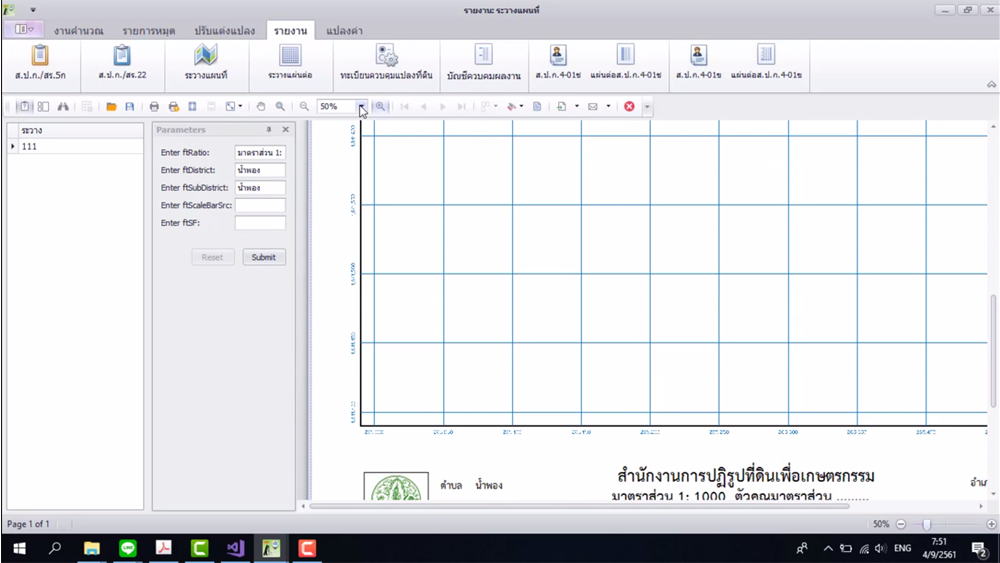 รายงาน: ระวางแผนที่
งานคำนวณ รายการหมุด ปรับแต่งแปลง รายงาน แปลงค่า
ส.ป.ก./สร.5ก ส.ป.ก./สร.22 ระวางแผนที่ ระวางแผ่นต่อ ทะเบียนควบคุมแปลงที่ดิน บัญชีควบคุมผลงาน ส.ป.ก.4-01ช แผ่นต่อส.ป.ก.4-01ช ส.ป.ก.4-01ข แผ่นต่อส.ป.ก.4-01ข
50%
ระวาง
111
Parameters
Enter ftRatio: มาตราส่วน 1:
Enter ftDistrict: น้ำพอง
Enter ftSubDistrict: น้ำพอง
Enter ftScaleBarSrc:
Enter ftSF:
Reset Submit
สำนักงานการปฏิรูปที่ดินเพื่อเกษตรกรรม
ตำบล น้ำพอง อำเภ
มาตราส่วน 1: 1000 ตัวคูณมาตราส่วน ........
Page 1 of 1
50%
ENG
7:51
4/9/2561
2